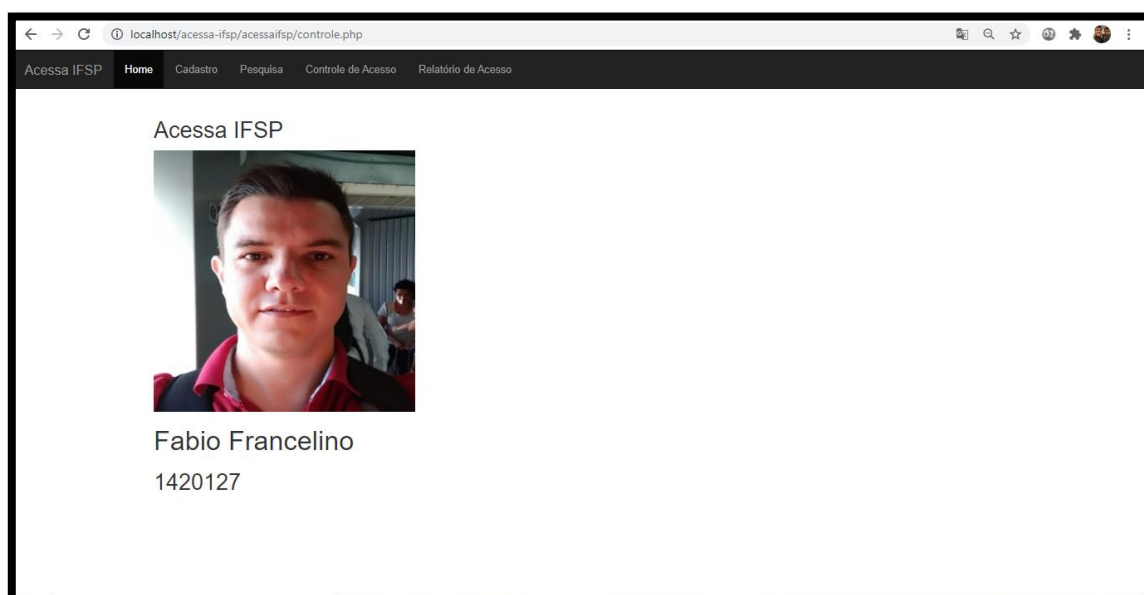 localhost/acessa-ifsp/acessaifsp/controle.php
Acessa IFSP Home Cadastro Pesquisa Controle de Acesso Relatório de Acesso
Acessa IFSP
Fabio Francelino
1420127